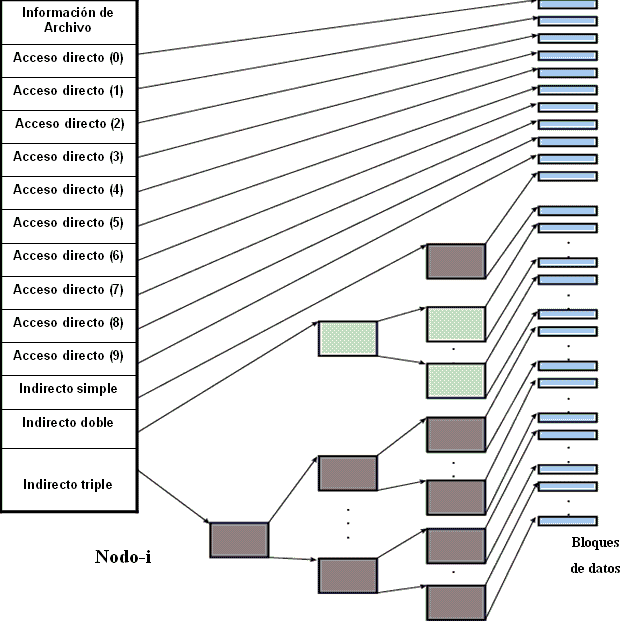 Información de
Archivo
Acceso directo (0)
Acceso directo (1)
Acceso directo (2)
Acceso directo (3)
Acceso directo (4)
Acceso directo (5)
Acceso directo (6)
Acceso directo (7)
Acceso directo (8)
Acceso directo (9)
Indirecto simple
Indirecto doble
Indirecto triple
Nodo-i
Bloques
de datos